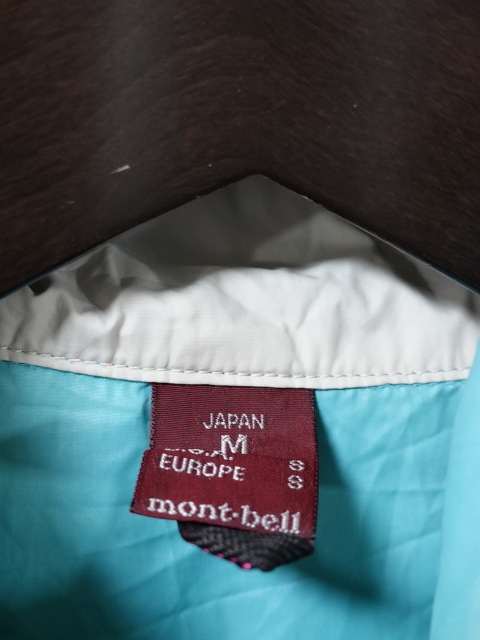 JAPAN
M
U.S.A. S
EUROPE S
mont-bell